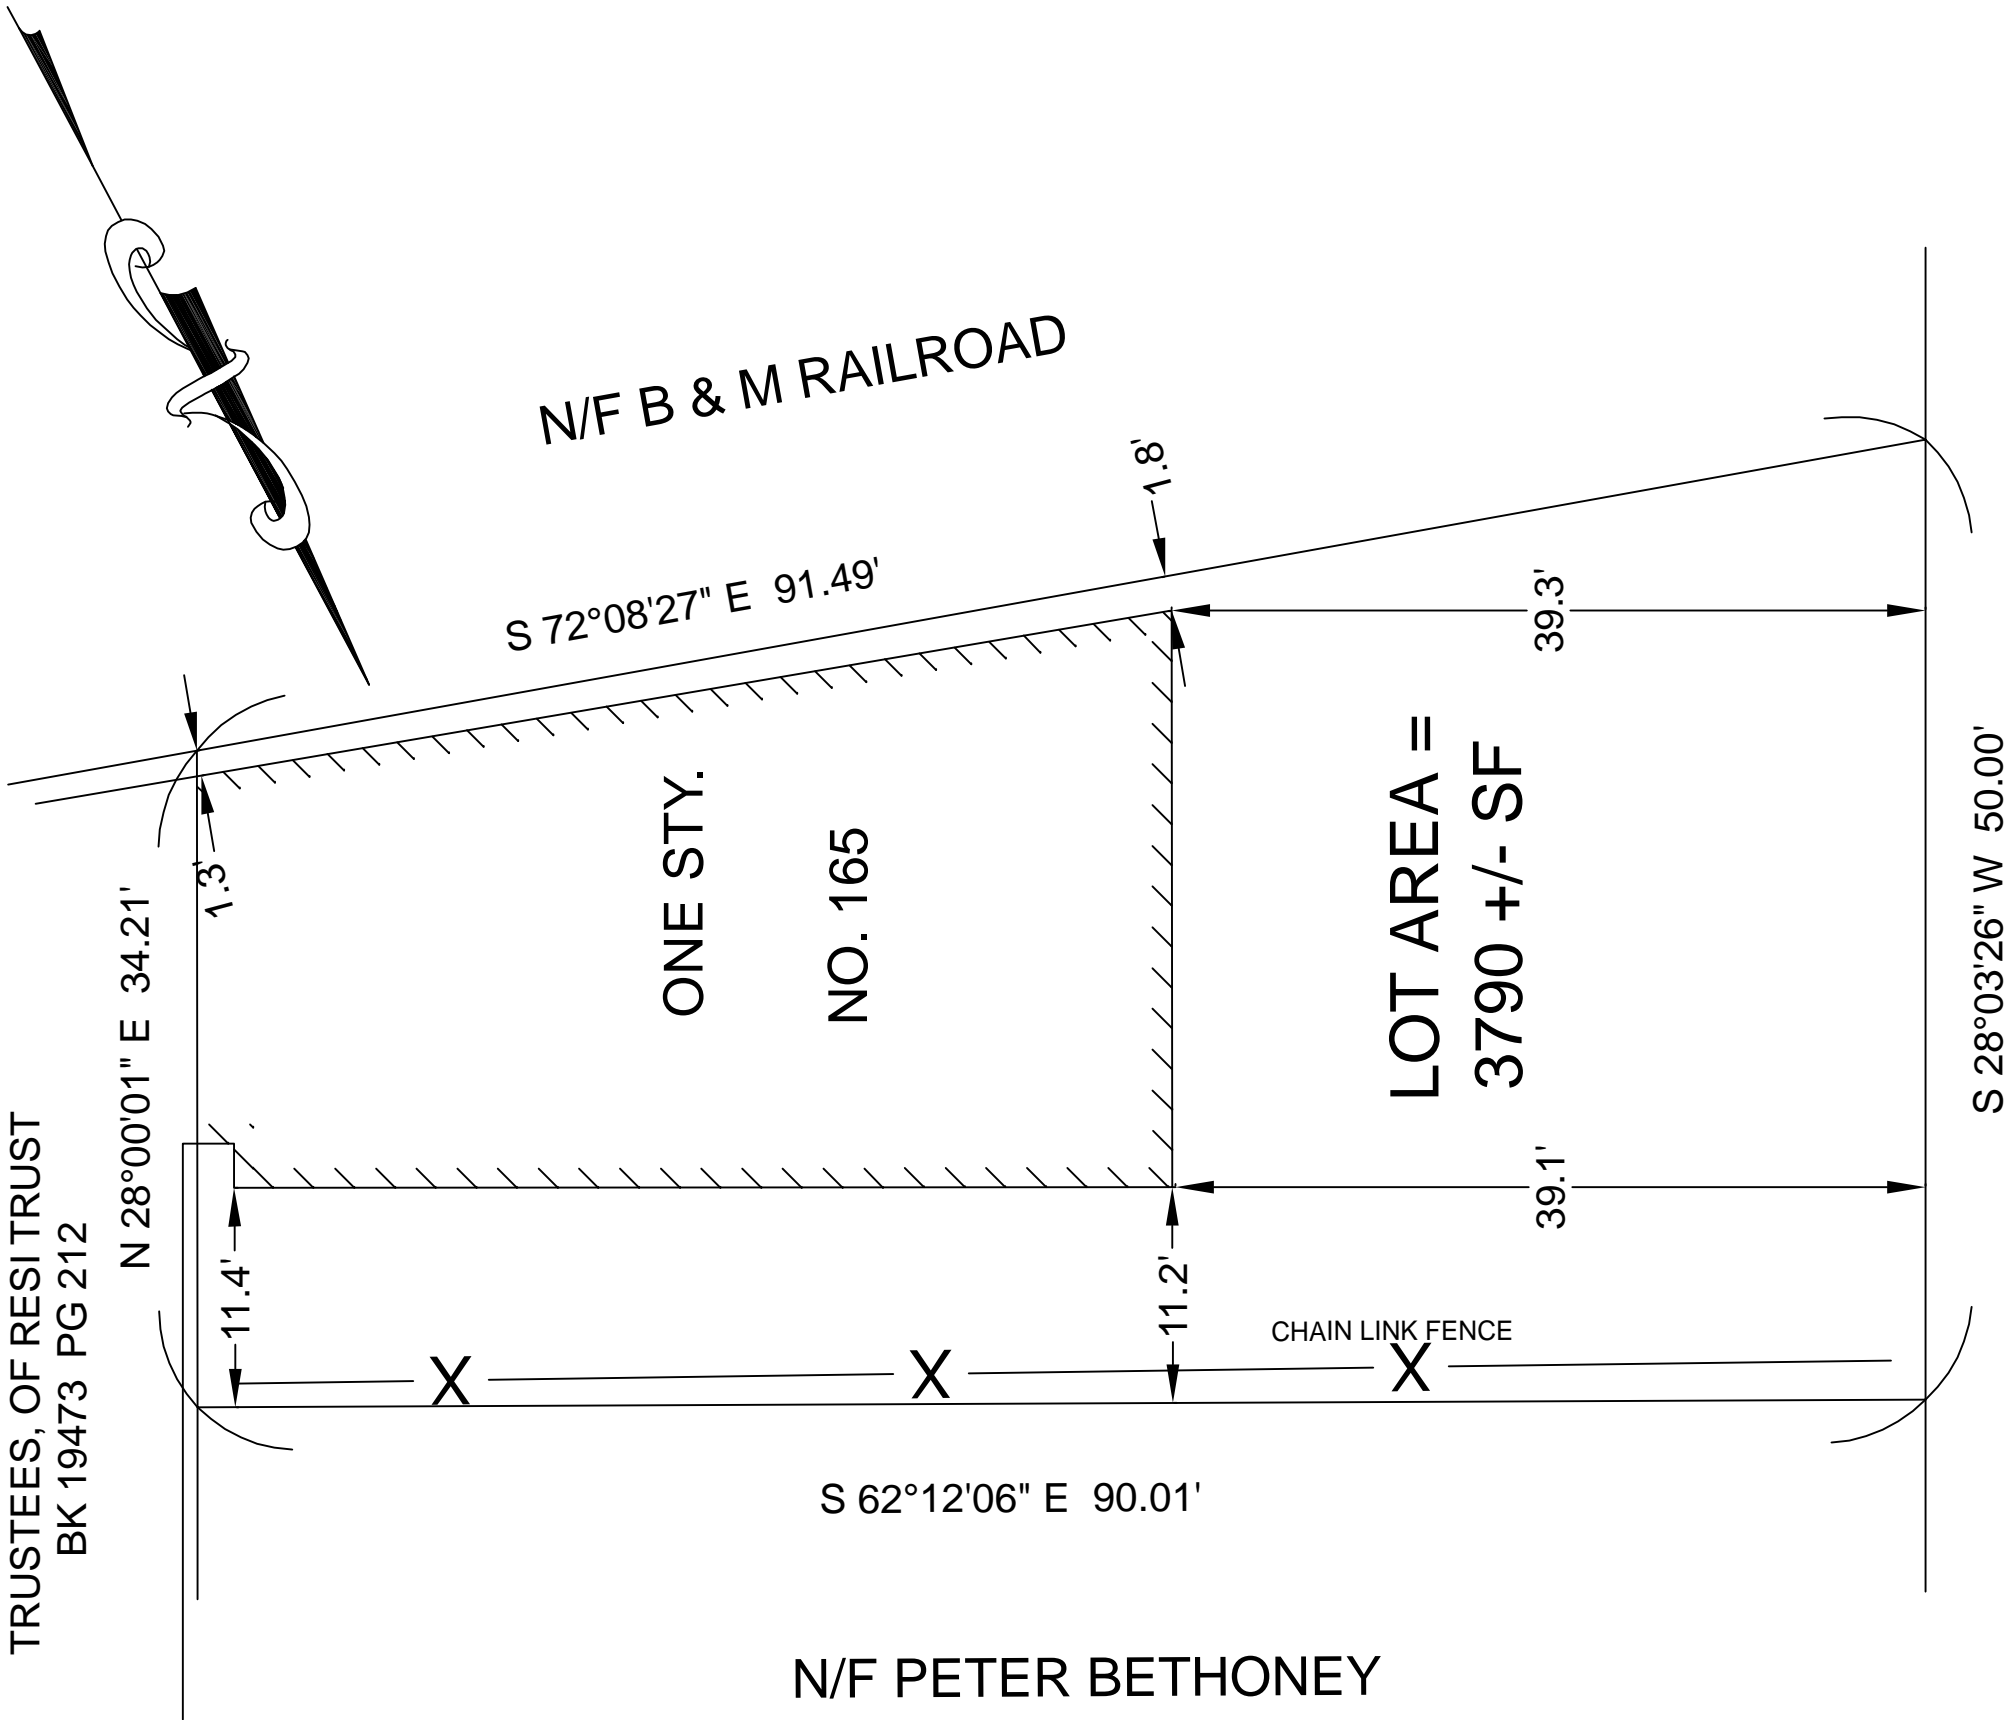 N/F B & M RAILROAD
1.8'
S 72°08'27" E 91.49'
39.3'
1.3'
ONE STY.
NO. 165
LOT AREA =
3790 +/- SF
S 28°03'26" W 50.00'
N 28°00'01" E 34.21'
TRUSTEES, OF RESI TRUST
BK 19473 PG 212
39.1'
11.4'
11.2'
CHAIN LINK FENCE
X X X
S 62°12'06" E 90.01'
N/F PETER BETHONEY